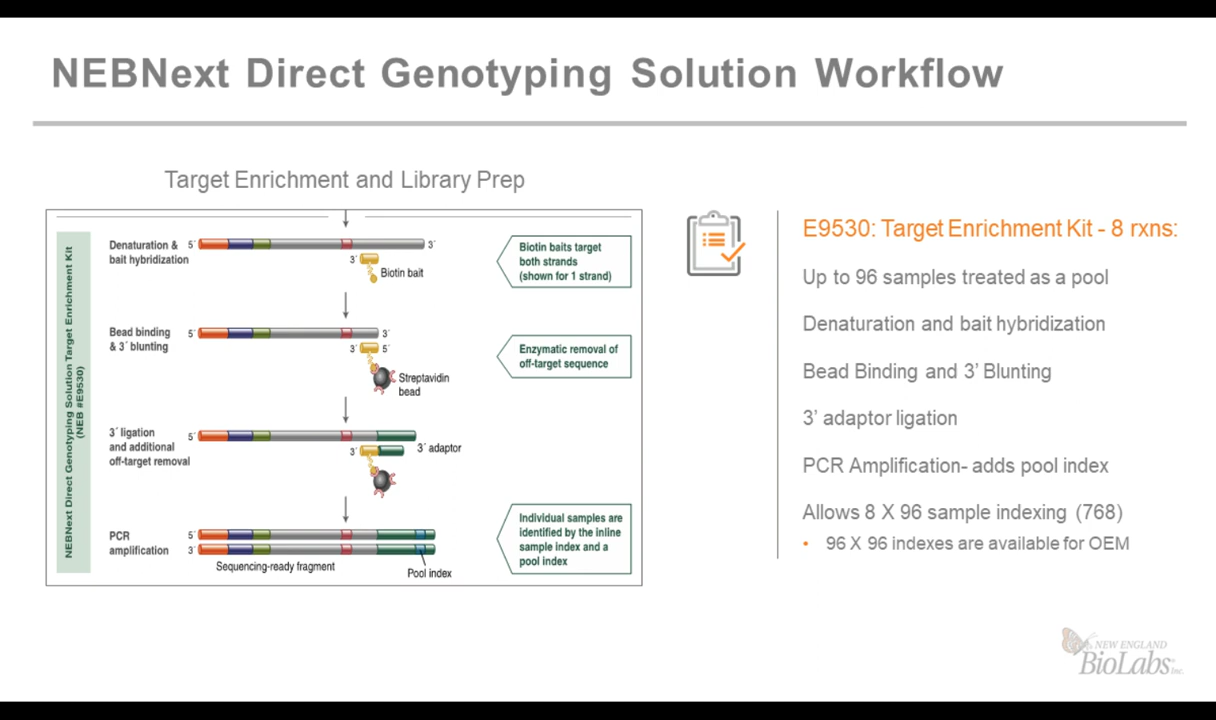 NEBNext Direct Genotyping Solution Workflow
Target Enrichment and Library Prep
NEBNext Direct Genotyping Solution Target Enrichment Kit
(NEB #E9530)
Denaturation &
bait hybridization
5´
3´
3´
Biotin bait
Biotin baits target
both strands
(shown for 1 strand)
Bead binding
& 3´ blunting
5´
3´
3´
5´
Streptavidin
bead
Enzymatic removal of
off-target sequence
3´ ligation
and additional
off-target removal
5´
3´
3´ adaptor
PCR
amplification
5´
3´
Sequencing-ready fragment
Pool index
Individual samples are
identified by the inline
sample index and a
pool index
E9530: Target Enrichment Kit - 8 rxns:
Up to 96 samples treated as a pool
Denaturation and bait hybridization
Bead Binding and 3’ Blunting
3’ adaptor ligation
PCR Amplification- adds pool index
Allows 8 X 96 sample indexing (768)
• 96 X 96 indexes are available for OEM
NEW ENGLAND
BioLabs® Inc.